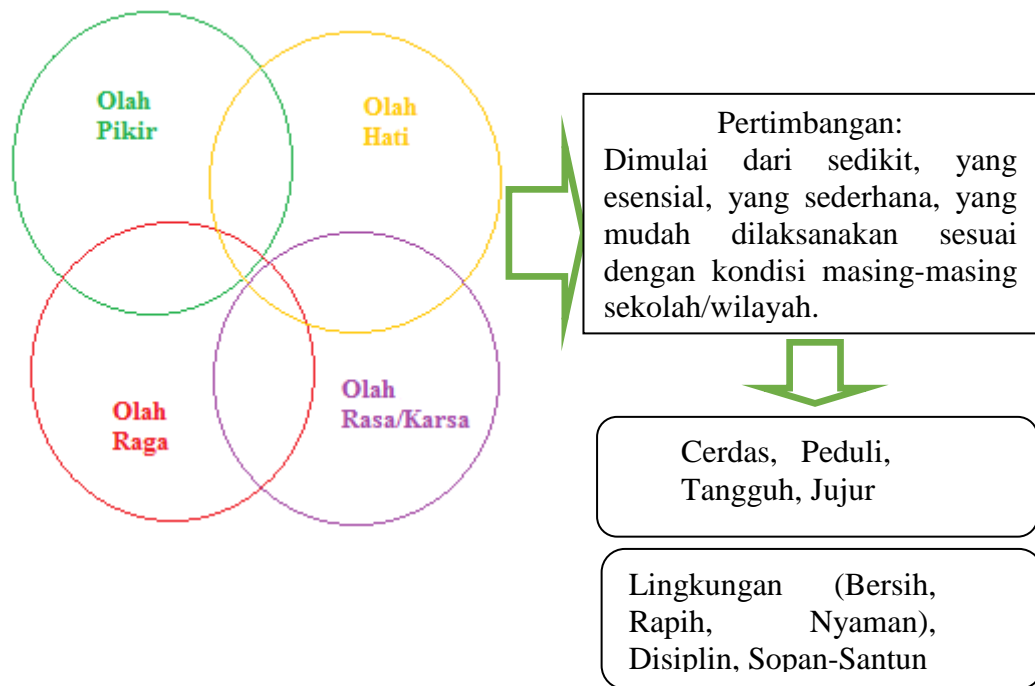 Olah
Pikir
Olah
Hati
Olah
Raga
Olah
Rasa/Karsa
Pertimbangan:
Dimulai dari sedikit, yang
esensial, yang sederhana, yang
mudah dilaksanakan sesuai
dengan kondisi masing-masing
sekolah/wilayah.
Cerdas, Peduli,
Tangguh, Jujur
Lingkungan (Bersih,
Rapih, Nyaman),
Disiplin, Sopan-Santun